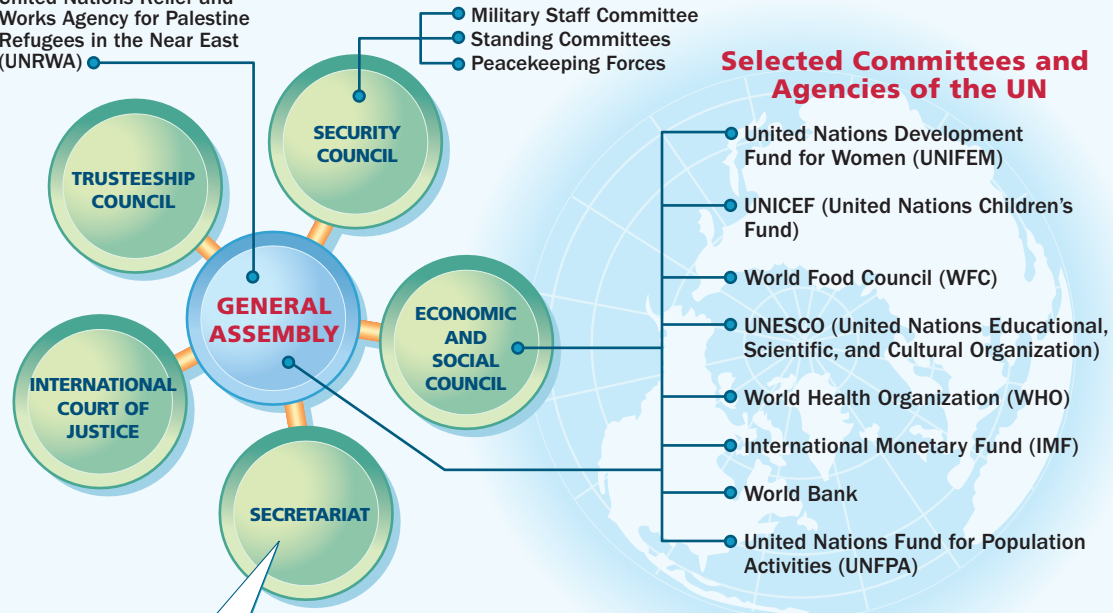 United Nations Relief and
Works Agency for Palestine
Refugees in the Near East
(UNRWA)
Military Staff Committee
Standing Committees
Peacekeeping Forces
Selected Committees and
Agencies of the UN
SECURITY
COUNCIL
TRUSTEESHIP
COUNCIL
GENERAL
ASSEMBLY
ECONOMIC
AND
SOCIAL
COUNCIL
INTERNATIONAL
COURT OF
JUSTICE
SECRETARIAT
United Nations Development
Fund for Women (UNIFEM)
UNICEF (United Nations Children's
Fund)
World Food Council (WFC)
UNESCO (United Nations Educational,
Scientific, and Cultural Organization)
World Health Organization (WHO)
International Monetary Fund (IMF)
World Bank
United Nations Fund for Population
Activities (UNFPA)